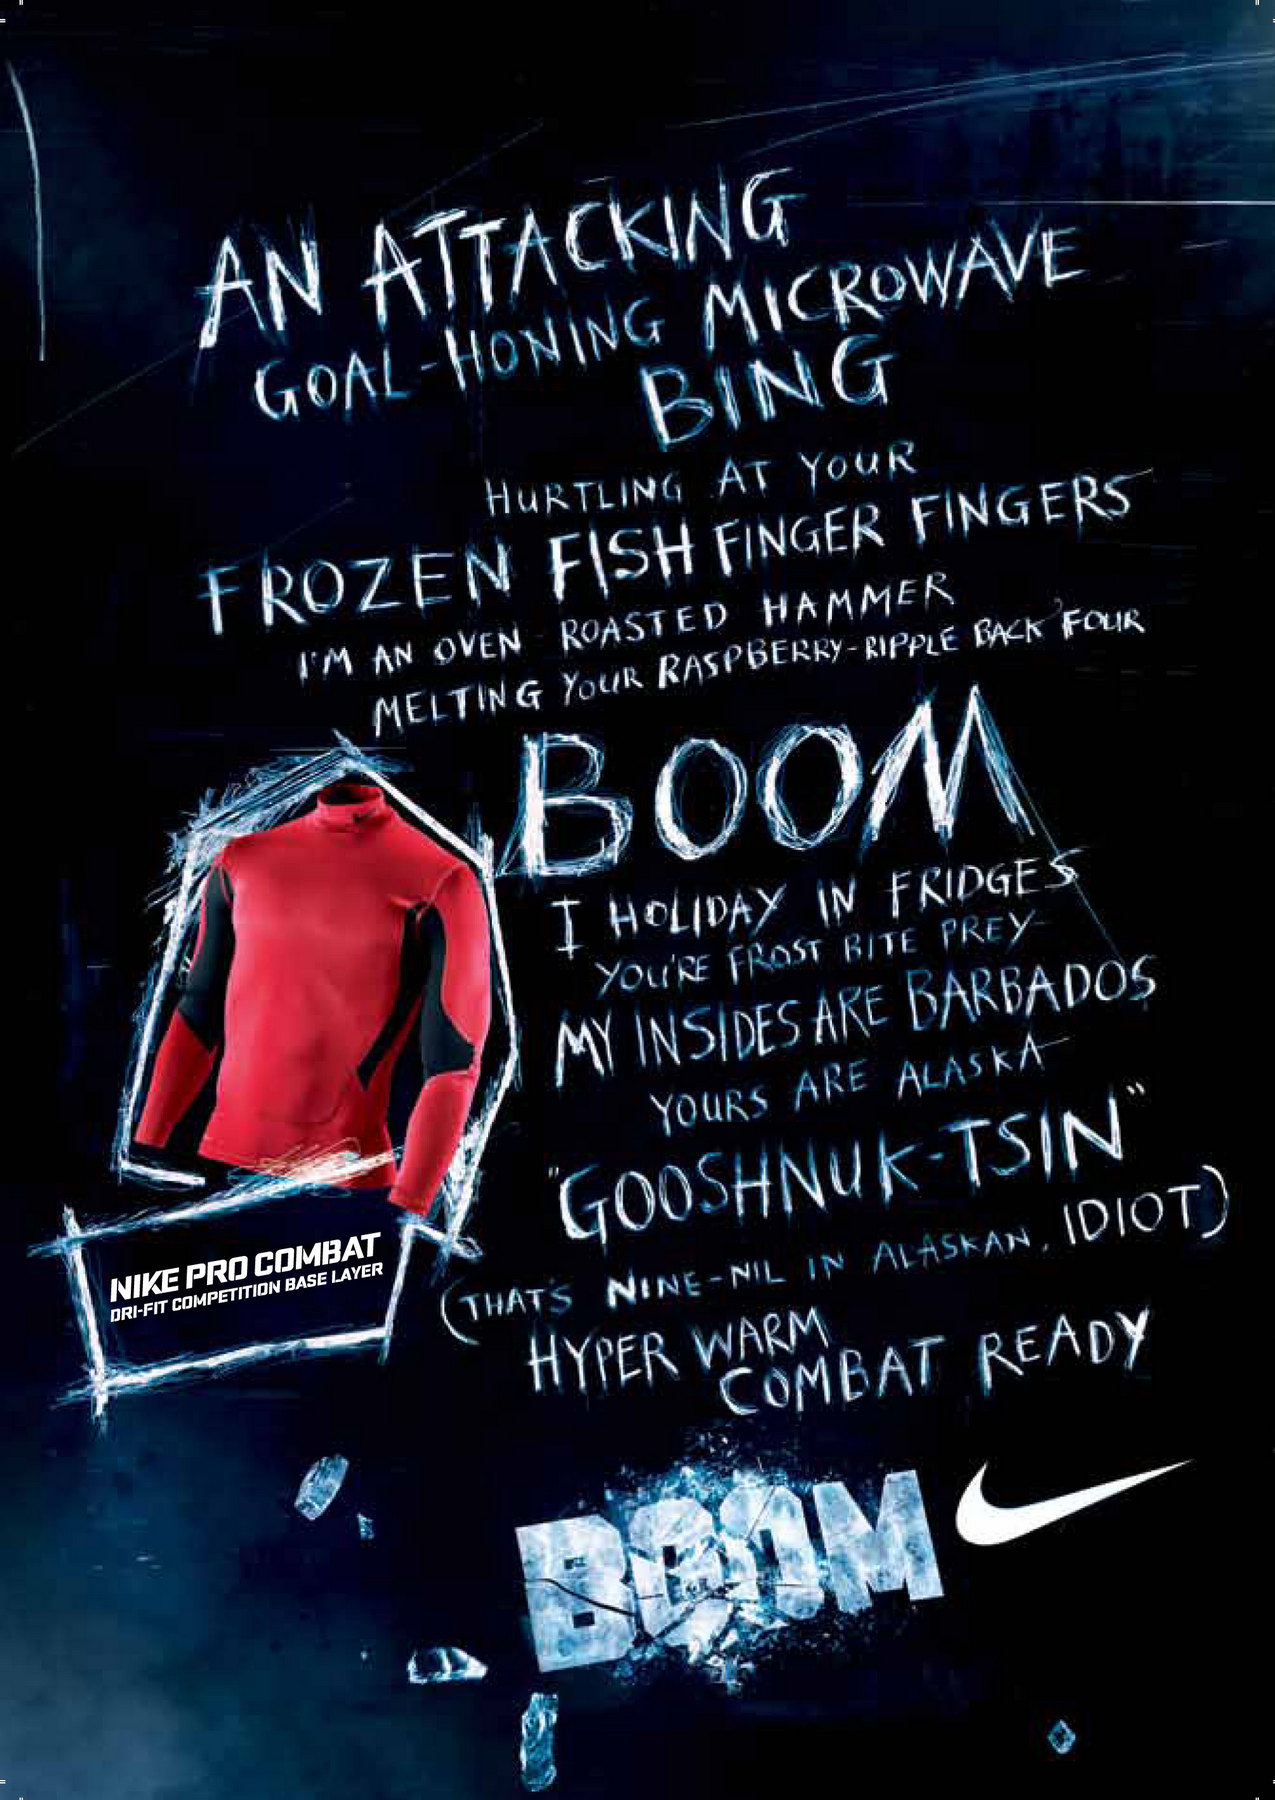 AN ATTACKING
GOAL-HONING MICROWAVE
BING
HURTLING AT YOUR
FROZEN FISH FINGER FINGERS
I'M AN OVEN-ROASTED HAMMER
MELTING YOUR RASPBERRY-RIPPLE BACK FOUR
BOOM
I HOLIDAY IN FRIDGES
YOU'RE FROST BITE PREY
MY INSIDES ARE BARBADOS
YOURS ARE ALASKA
"GOOSHNUK-TSIN"
(THAT'S NINE-NIL IN ALASKAN, IDIOT)
HYPER WARM
COMBAT READY
NIKE PRO COMBAT
DRI-FIT COMPETITION BASE LAYER
BOOM